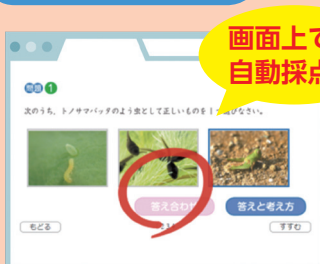 画面上で
自動採点
問題 1
次のうち、トノサマバッタのよう虫として正しいものを1つ選びなさい。
答え合わせ
答えと考え方
もどる
すすむ